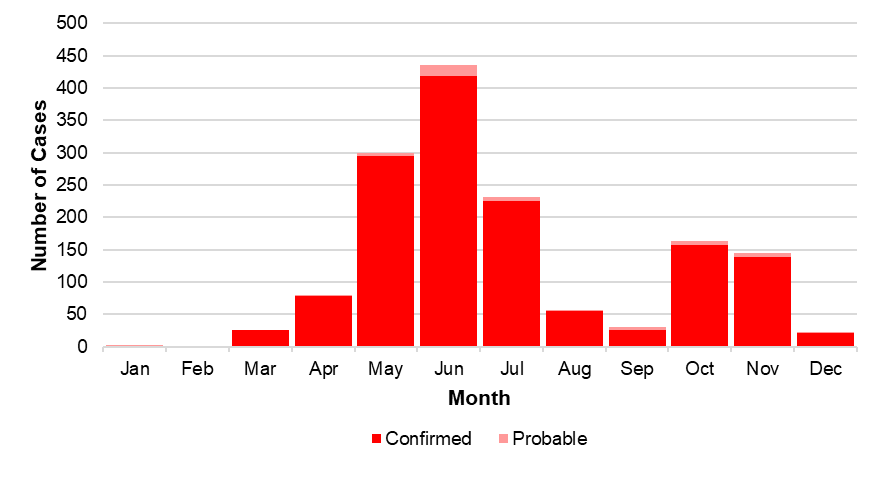 500
450
400
350
300
250
200
150
100
50
0
Number of Cases
Jan Feb Mar Apr May Jun Jul Aug Sep Oct Nov Dec
Month
Confirmed Probable